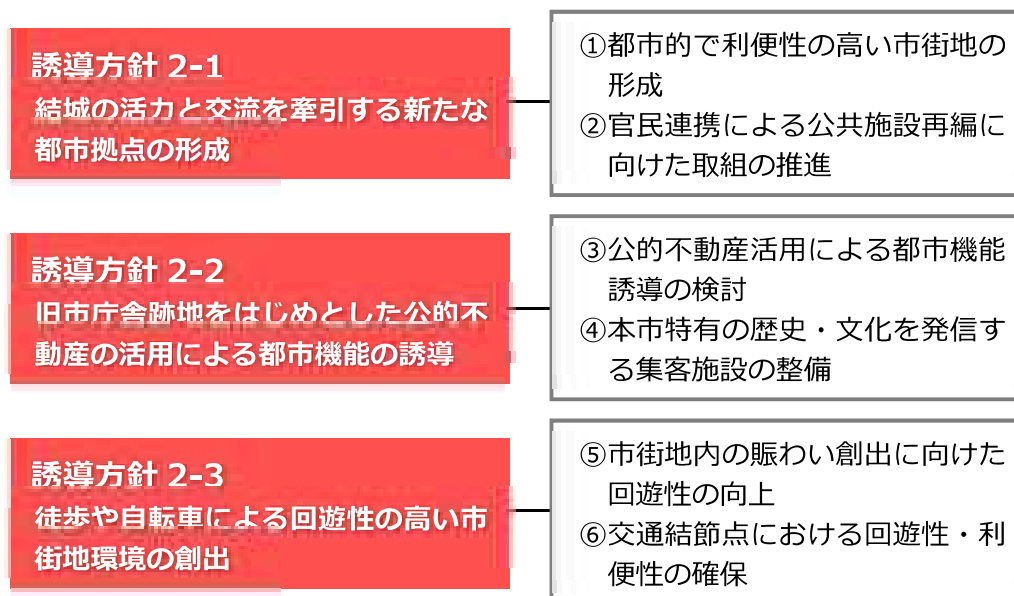 誘導方針 2-1
結城の活力と交流を牽引する新たな
都市拠点の形成
①都市的で利便性の高い市街地の
形成
②官民連携による公共施設再編に
向けた取組の推進
誘導方針 2-2
旧市庁舎跡地をはじめとした公的不
動産の活用による都市機能の誘導
③公的不動産活用による都市機能
誘導の検討
④本市特有の歴史・文化を発信す
る集客施設の整備
誘導方針 2-3
徒歩や自転車による回遊性の高い市
街地環境の創出
⑤市街地内の賑わい創出に向けた
回遊性の向上
⑥交通結節点における回遊性・利
便性の確保